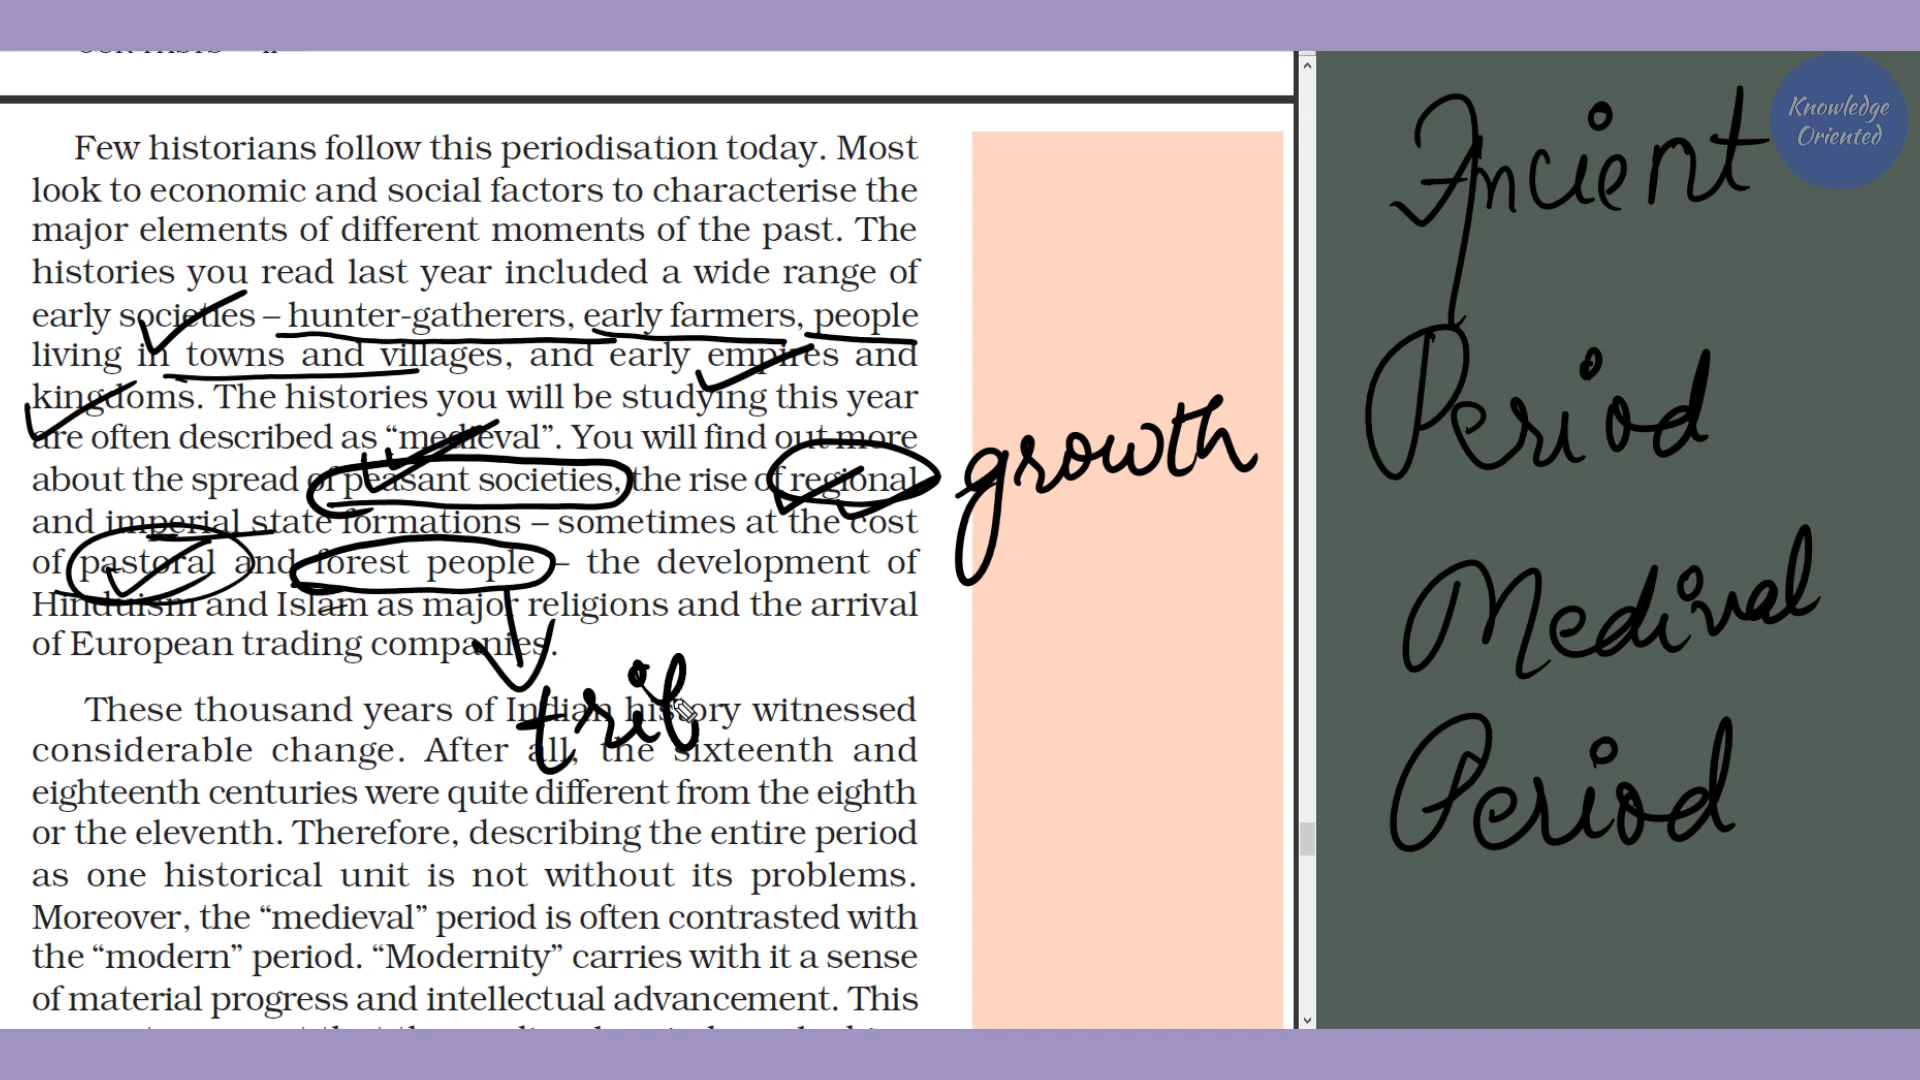 OUR PASTS – II
Few historians follow this periodisation today. Most
look to economic and social factors to characterise the
major elements of different moments of the past. The
histories you read last year included a wide range of
early societies – hunter-gatherers, early farmers, people
living in towns and villages, and early empires and
kingdoms. The histories you will be studying this year
are often described as “medieval”. You will find out more
about the spread of peasant societies, the rise of regional
and imperial state formations – sometimes at the cost
of pastoral and forest people – the development of
Hinduism and Islam as major religions and the arrival
of European trading companies.
These thousand years of Indian history witnessed
considerable change. After all, the sixteenth and
eighteenth centuries were quite different from the eighth
or the eleventh. Therefore, describing the entire period
as one historical unit is not without its problems.
Moreover, the “medieval” period is often contrasted with
the “modern” period. “Modernity” carries with it a sense
of material progress and intellectual advancement. This
growth
trib
Ancient
Period
Medival
Period
Knowledge
Oriented